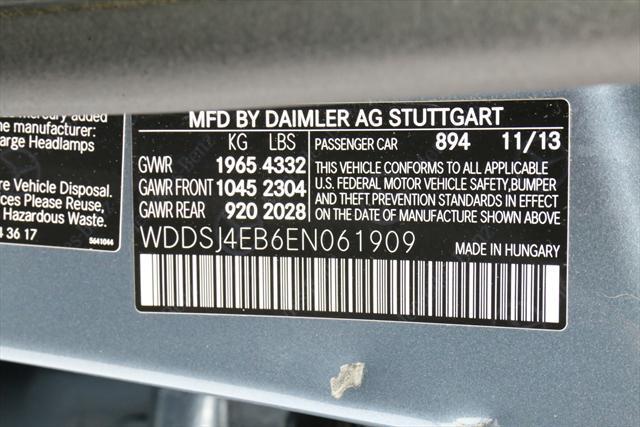 MFD BY DAIMLER AG STUTTGART
KG LBS
GVWR 1965 4332
GAWR FRONT 1045 2304
GAWR REAR 920 2028
PASSENGER CAR 894 11/13
THIS VEHICLE CONFORMS TO ALL APPLICABLE
U.S. FEDERAL MOTOR VEHICLE SAFETY,BUMPER
AND THEFT PREVENTION STANDARDS IN EFFECT
ON THE DATE OF MANUFACTURE SHOWN ABOVE.
WDDSJ4EB6EN061909
MADE IN HUNGARY
added
manufacturer:
arge Headlamps
re Vehicle Disposal.
Please Reuse,
Hazardous Waste.
3 36 17
5641044